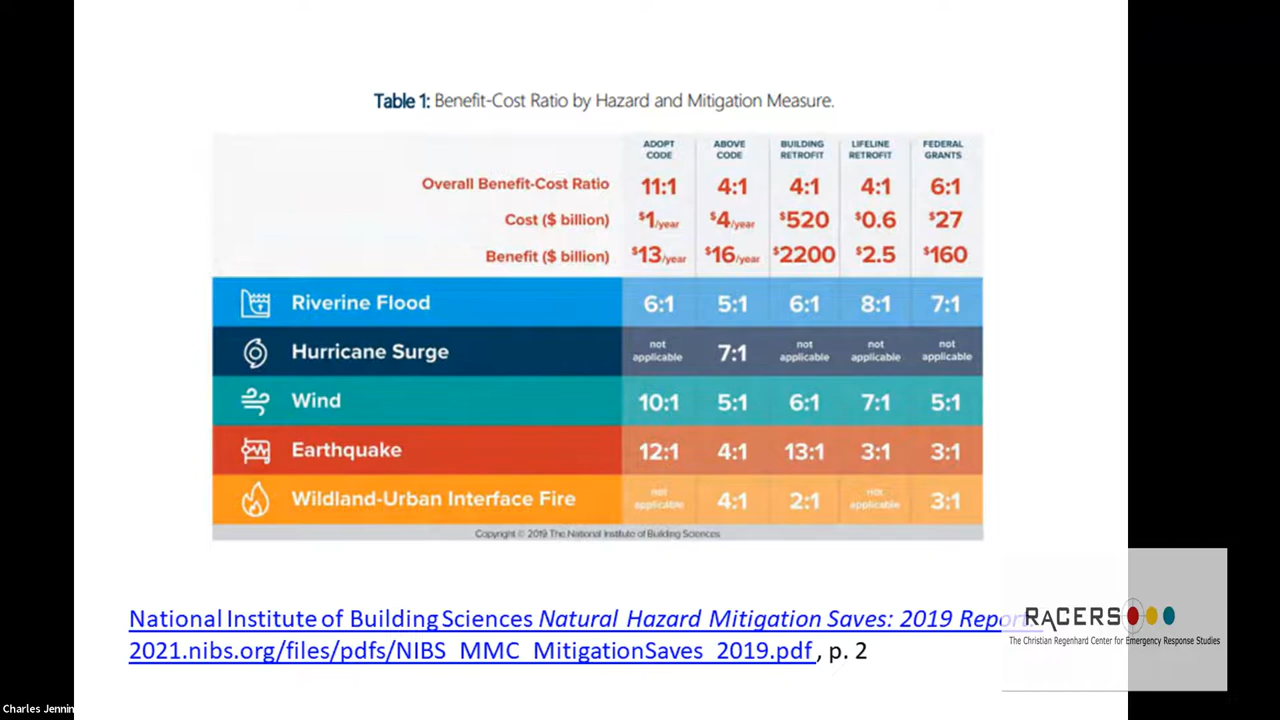 Table 1: Benefit-Cost Ratio by Hazard and Mitigation Measure.
ADOPT CODE ABOVE CODE BUILDING RETROFIT LIFELINE RETROFIT FEDERAL GRANTS
Overall Benefit-Cost Ratio 11:1 4:1 4:1 4:1 6:1
Cost ($ billion) $1/year $4/year $520 $0.6 $27
Benefit ($ billion) $13/year $16/year $2200 $2.5 $160
Riverine Flood 6:1 5:1 6:1 8:1 7:1
Hurricane Surge not applicable 7:1 not applicable not applicable not applicable
Wind 10:1 5:1 6:1 7:1 5:1
Earthquake 12:1 4:1 13:1 3:1 3:1
Wildland-Urban Interface Fire not applicable 4:1 2:1 not applicable 3:1
Copyright © 2019 The National Institute of Building Sciences
National Institute of Building Sciences Natural Hazard Mitigation Saves: 2019 Report.
2021.nibs.org/files/pdfs/NIBS_MMC_MitigationSaves_2019.pdf , p. 2
RACERS
The Christian Regenhard Center for Emergency Response Studies
Charles Jennin